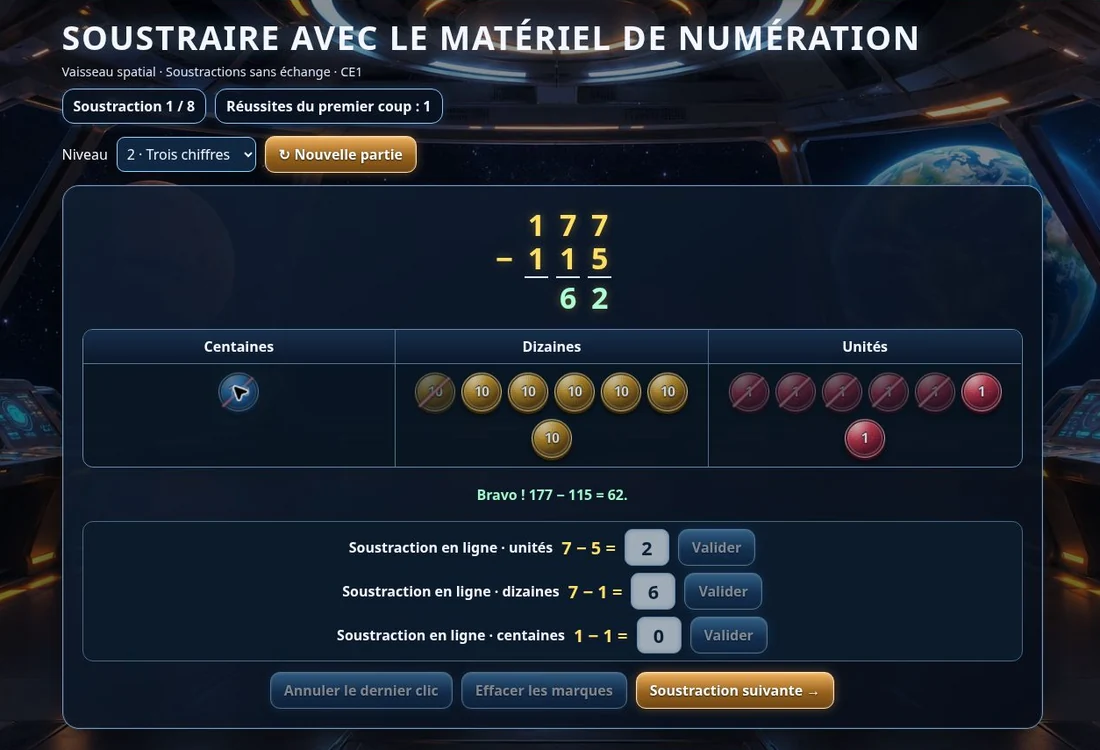 SOUSTRAIRE AVEC LE MATÉRIEL DE NUMÉRATION
Vaisseau spatial · Soustractions sans échange · CE1
Soustraction 1 / 8 Réussites du premier coup : 1
Niveau 2 · Trois chiffres ↻ Nouvelle partie
1 7 7
− 1 1 5
6 2
Centaines Dizaines Unités
10 10 10 10 10 10 1 1 1 1 1 1
10 1
Bravo ! 177 − 115 = 62.
Soustraction en ligne · unités 7 − 5 = 2 Valider
Soustraction en ligne · dizaines 7 − 1 = 6 Valider
Soustraction en ligne · centaines 1 − 1 = 0 Valider
Annuler le dernier clic Effacer les marques Soustraction suivante →